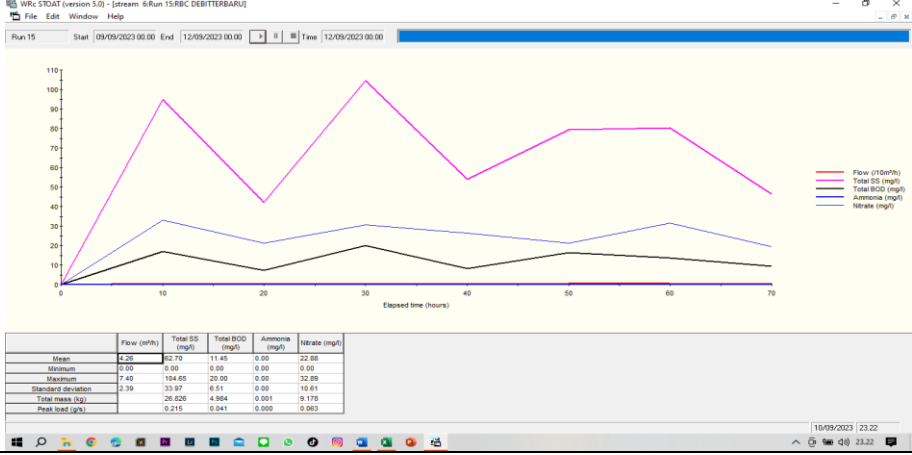 WRc STOAT (version 5.0) - [stream 6:Run 15:RBC DEBITTERBARU]
File Edit Window Help
Run 15 Start 09/09/2023 00.00 End 12/09/2023 00.00 Time 12/09/2023 00.00
110
100
90
80
70
60
50
40
30
20
10
0
0 10 20 30 40 50 60 70
Elapsed time (hours)
Flow (/10m³/h)
Total SS (mg/l)
Total BOD (mg/l)
Ammonia (mg/l)
Nitrate (mg/l)
Flow (m³/h) Total SS (mg/l) Total BOD (mg/l) Ammonia (mg/l) Nitrate (mg/l)
Mean 4.26 62.70 11.45 0.00 22.88
Minimum 0.00 0.00 0.00 0.00 0.00
Maximum 7.40 104.65 20.00 0.00 32.89
Standard deviation 2.39 33.97 6.51 0.00 10.61
Total mass (kg) 26.826 4.984 0.001 9.178
Peak load (g/s) 0.215 0.041 0.000 0.063
10/09/2023 23.22
23.22